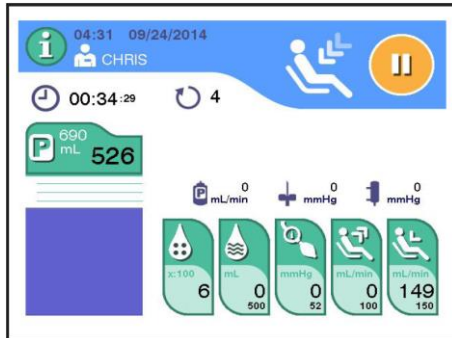 04:31 09/24/2014
CHRIS
00:34:29 4
P 690 mL 526
0 mL/min 0 mmHg 0 mmHg
x:100 6
mL 0 500
mmHg 0 52
mL/min 0 100
mL/min 149 150